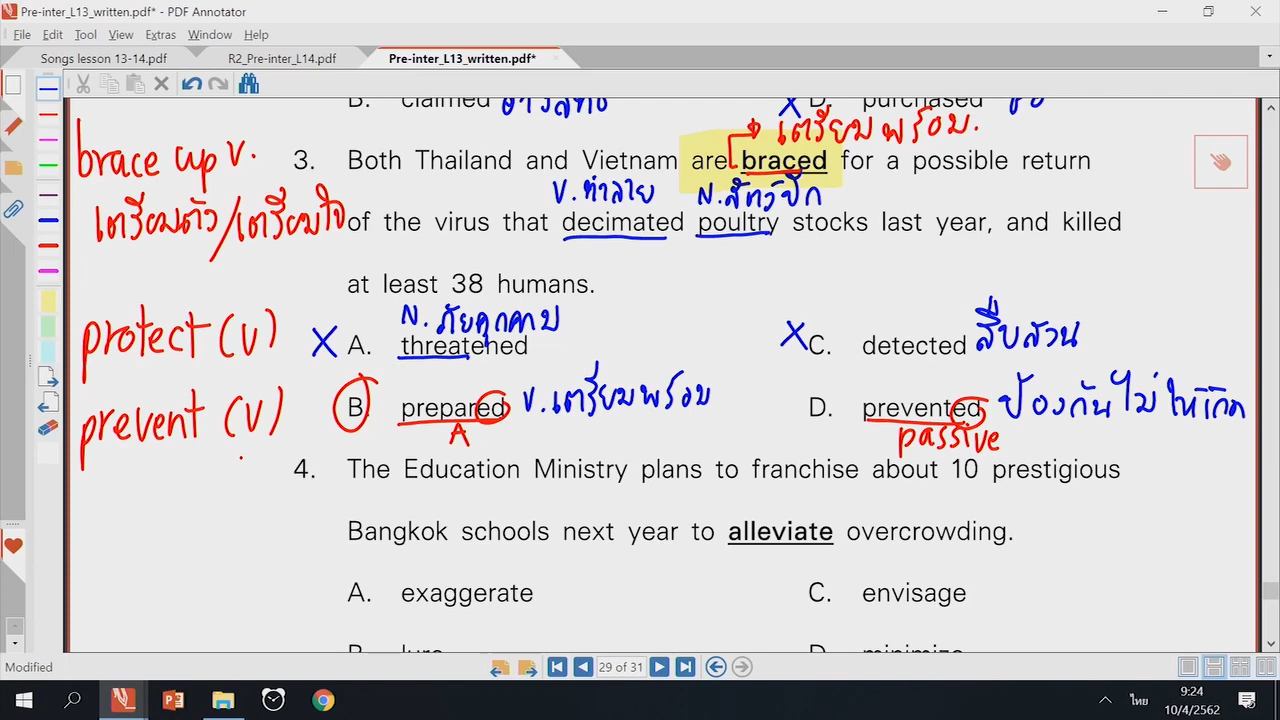 Pre-inter_L13_written.pdf* - PDF Annotator
File Edit Tool View Extras Window Help
Songs lesson 13-14.pdf R2_Pre-inter_L14.pdf Pre-inter_L13_written.pdf*
B. claimed D. purchased
เตรียมพร้อม.
brace up v.
3. Both Thailand and Vietnam are braced for a possible return
V. ทำลาย N. สัตว์ปีก
เตรียมตัว/เตรียมใจ
of the virus that decimated poultry stocks last year, and killed
at least 38 humans.
N. ภัยคุกคาม
protect (v)
X A. threatened X C. detected สืบสวน
B. prepared v. เตรียมพร้อม D. prevented ป้องกันไม่ให้เกิด
prevent (v) A passive
4. The Education Ministry plans to franchise about 10 prestigious
Bangkok schools next year to alleviate overcrowding.
A. exaggerate C. envisage
B. lure D. minimize
Modified 29 of 31
ไทย 9:24
10/4/2562